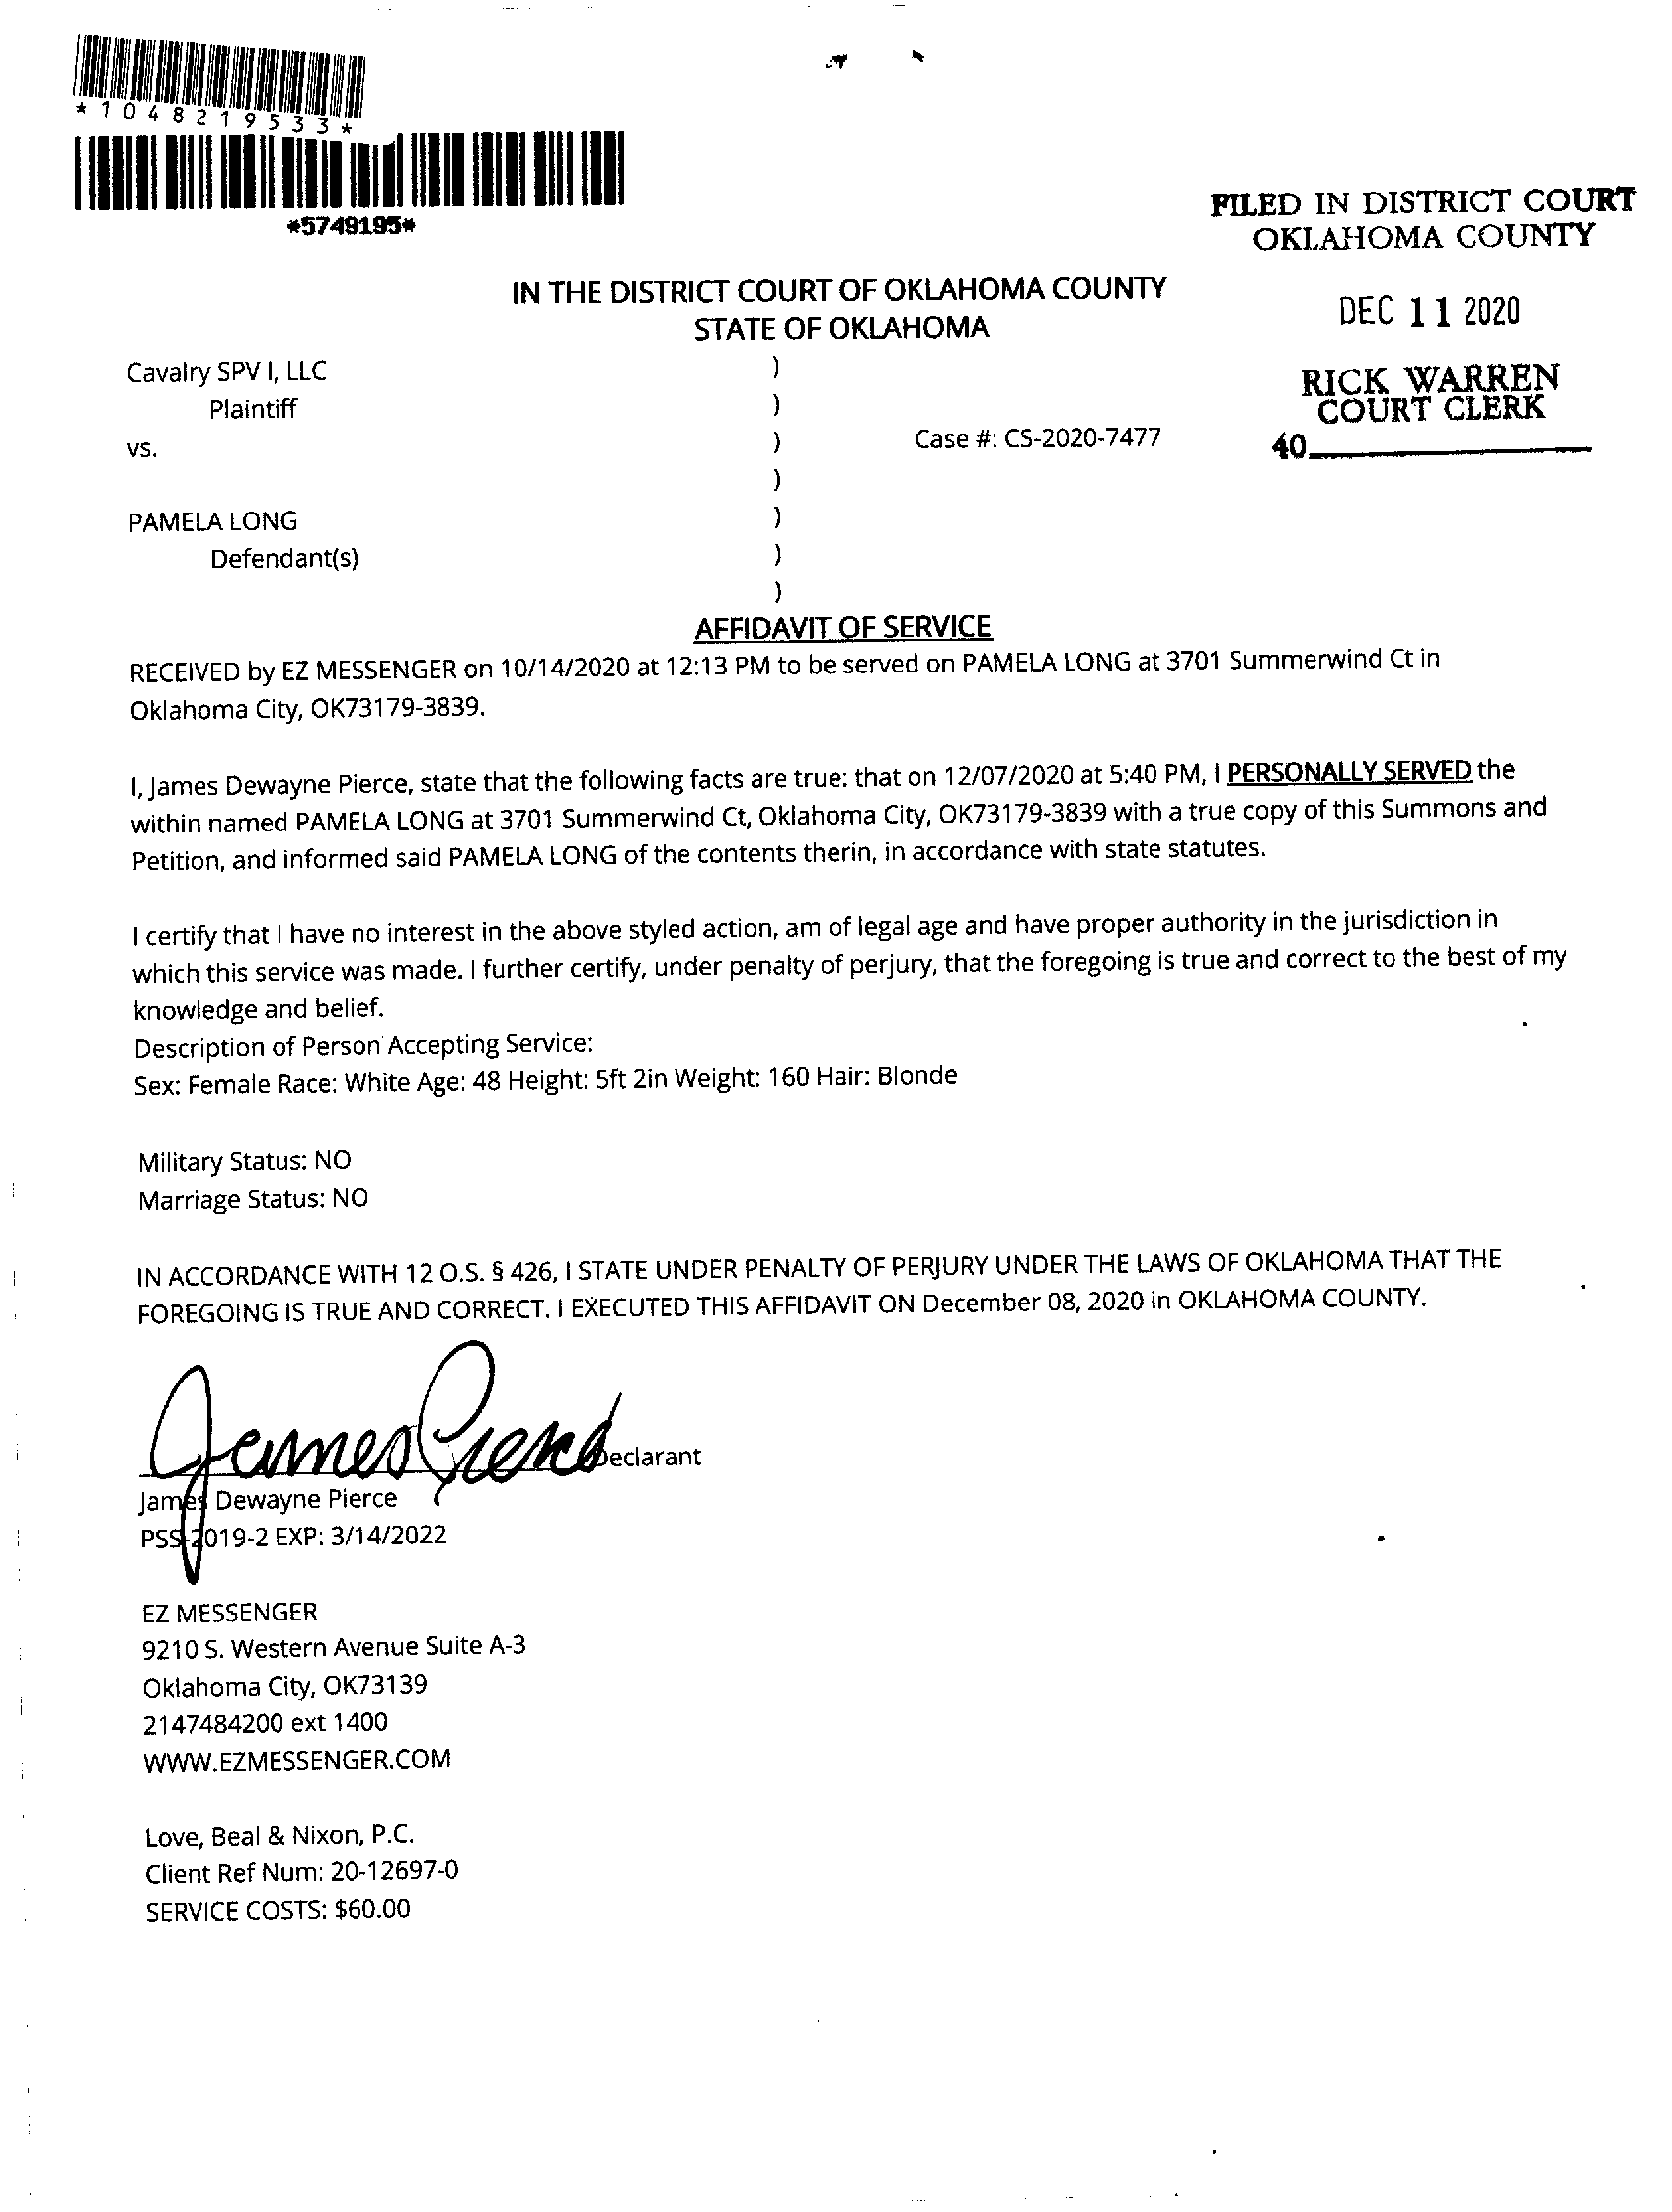 *1048219533*
*5749195*
FILED IN DISTRICT COURT
OKLAHOMA COUNTY
DEC 11 2020
RICK WARREN
COURT CLERK
40
IN THE DISTRICT COURT OF OKLAHOMA COUNTY
STATE OF OKLAHOMA
Cavalry SPV I, LLC )
Plaintiff )
vs. ) Case #: CS-2020-7477
)
PAMELA LONG )
Defendant(s) )
)
AFFIDAVIT OF SERVICE
RECEIVED by EZ MESSENGER on 10/14/2020 at 12:13 PM to be served on PAMELA LONG at 3701 Summerwind Ct in
Oklahoma City, OK73179-3839.
I, James Dewayne Pierce, state that the following facts are true: that on 12/07/2020 at 5:40 PM, I PERSONALLY SERVED the
within named PAMELA LONG at 3701 Summerwind Ct, Oklahoma City, OK73179-3839 with a true copy of this Summons and
Petition, and informed said PAMELA LONG of the contents therin, in accordance with state statutes.
I certify that I have no interest in the above styled action, am of legal age and have proper authority in the jurisdiction in
which this service was made. I further certify, under penalty of perjury, that the foregoing is true and correct to the best of my
knowledge and belief.
Description of Person Accepting Service:
Sex: Female Race: White Age: 48 Height: 5ft 2in Weight: 160 Hair: Blonde
Military Status: NO
Marriage Status: NO
IN ACCORDANCE WITH 12 O.S. § 426, I STATE UNDER PENALTY OF PERJURY UNDER THE LAWS OF OKLAHOMA THAT THE
FOREGOING IS TRUE AND CORRECT. I EXECUTED THIS AFFIDAVIT ON December 08, 2020 in OKLAHOMA COUNTY.
James Pierce Declarant
James Dewayne Pierce
PSS-2019-2 EXP: 3/14/2022
EZ MESSENGER
9210 S. Western Avenue Suite A-3
Oklahoma City, OK73139
2147484200 ext 1400
WWW.EZMESSENGER.COM
Love, Beal & Nixon, P.C.
Client Ref Num: 20-12697-0
SERVICE COSTS: $60.00